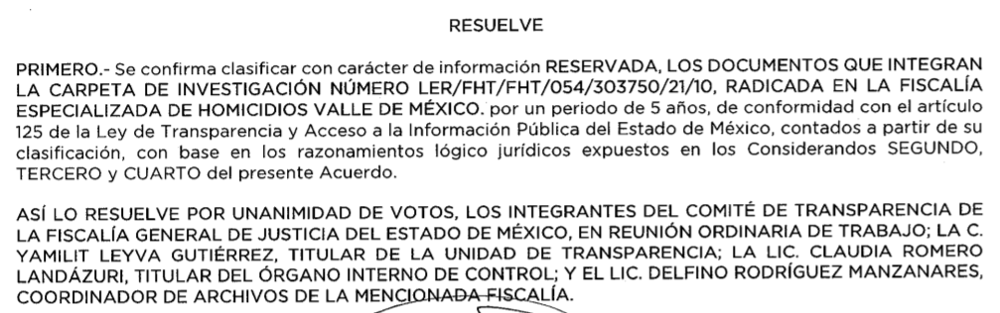 RESUELVE
PRIMERO.- Se confirma clasificar con carácter de información RESERVADA, LOS DOCUMENTOS QUE INTEGRAN
LA CARPETA DE INVESTIGACIÓN NÚMERO LER/FHT/FHT/054/303750/21/10, RADICADA EN LA FISCALÍA
ESPECIALIZADA DE HOMICIDIOS VALLE DE MÉXICO. por un periodo de 5 años, de conformidad con el artículo
125 de la Ley de Transparencia y Acceso a la Información Pública del Estado de México, contados a partir de su
clasificación, con base en los razonamientos lógico jurídicos expuestos en los Considerandos SEGUNDO,
TERCERO y CUARTO del presente Acuerdo.
ASÍ LO RESUELVE POR UNANIMIDAD DE VOTOS, LOS INTEGRANTES DEL COMITÉ DE TRANSPARENCIA DE
LA FISCALÍA GENERAL DE JUSTICIA DEL ESTADO DE MÉXICO, EN REUNIÓN ORDINARIA DE TRABAJO; LA C.
YAMILIT LEYVA GUTIÉRREZ, TITULAR DE LA UNIDAD DE TRANSPARENCIA; LA LIC. CLAUDIA ROMERO
LANDÁZURI, TITULAR DEL ÓRGANO INTERNO DE CONTROL; Y EL LIC. DELFINO RODRÍGUEZ MANZANARES,
COORDINADOR DE ARCHIVOS DE LA MENCIONADA FISCALÍA.